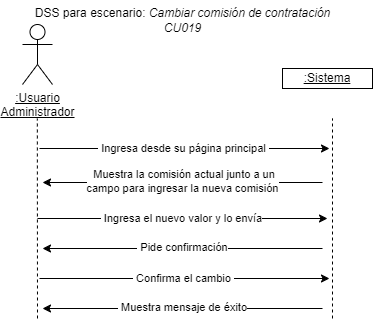 DSS para escenario: Cambiar comisión de contratación
CU019
:Usuario
Administrador
:Sistema
Ingresa desde su página principal
Muestra la comisión actual junto a un
campo para ingresar la nueva comisión
Ingresa el nuevo valor y lo envía
Pide confirmación
Confirma el cambio
Muestra mensaje de éxito